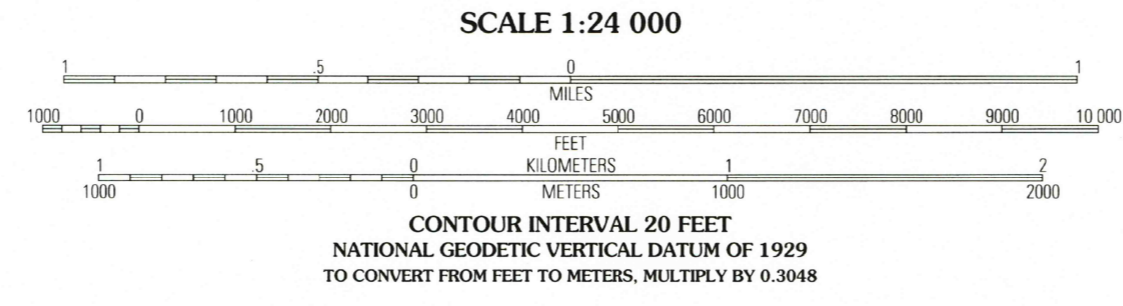 SCALE 1:24 000
1 .5 0 1
MILES
1000 0 1000 2000 3000 4000 5000 6000 7000 8000 9000 10 000
FEET
1 .5 0 KILOMETERS 1 2
1000 0 METERS 1000 2000
CONTOUR INTERVAL 20 FEET
NATIONAL GEODETIC VERTICAL DATUM OF 1929
TO CONVERT FROM FEET TO METERS, MULTIPLY BY 0.3048